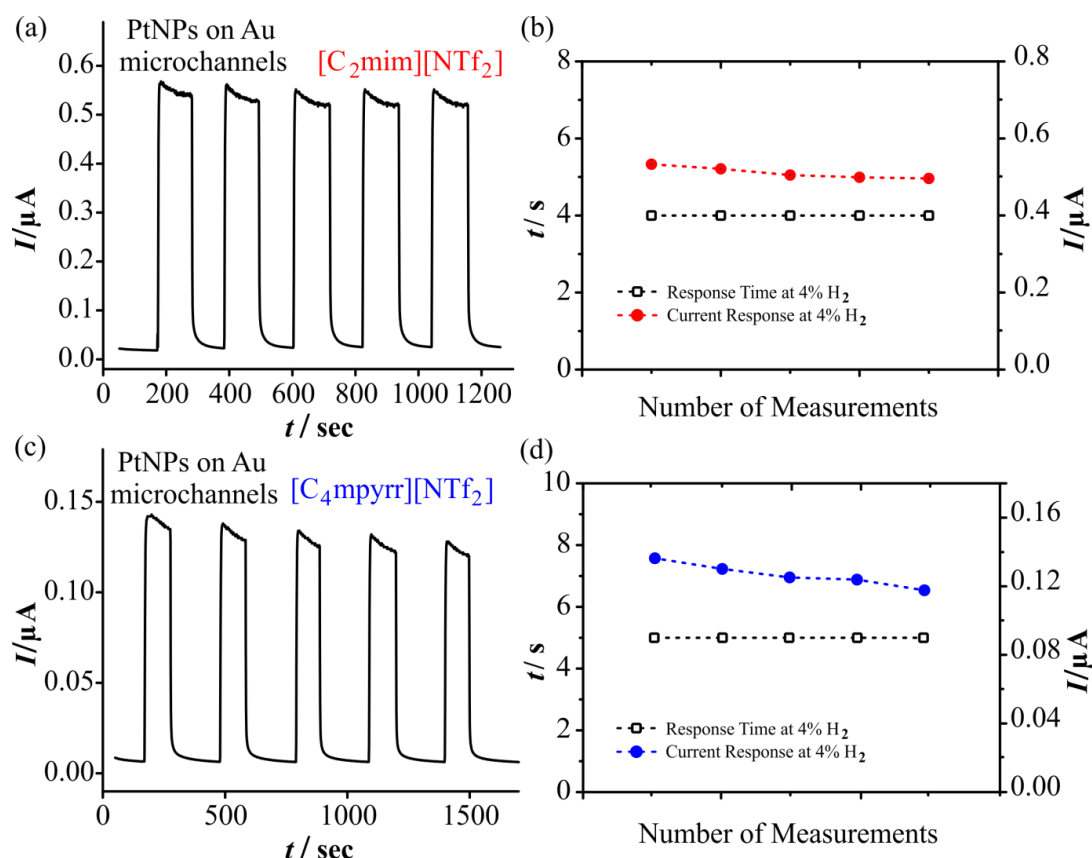 (a)
PtNPs on Au
microchannels
[C₂mim][NTf₂]
0.6
0.5
0.4
0.3
0.2
0.1
0.0
I/μA
0 200 400 600 800 1000 1200
t / sec
(b)
8
6
4
2
0
t/ s
0.8
0.6
0.4
0.2
0.0
I/μA
Response Time at 4% H₂
Current Response at 4% H₂
Number of Measurements
(c)
PtNPs on Au
microchannels
[C₄mpyrr][NTf₂]
0.15
0.10
0.05
0.00
I/μA
0 500 1000 1500
t / sec
(d)
10
8
6
4
2
0
t/ s
0.16
0.12
0.08
0.04
0.00
I/μA
Response Time at 4% H₂
Current Response at 4% H₂
Number of Measurements